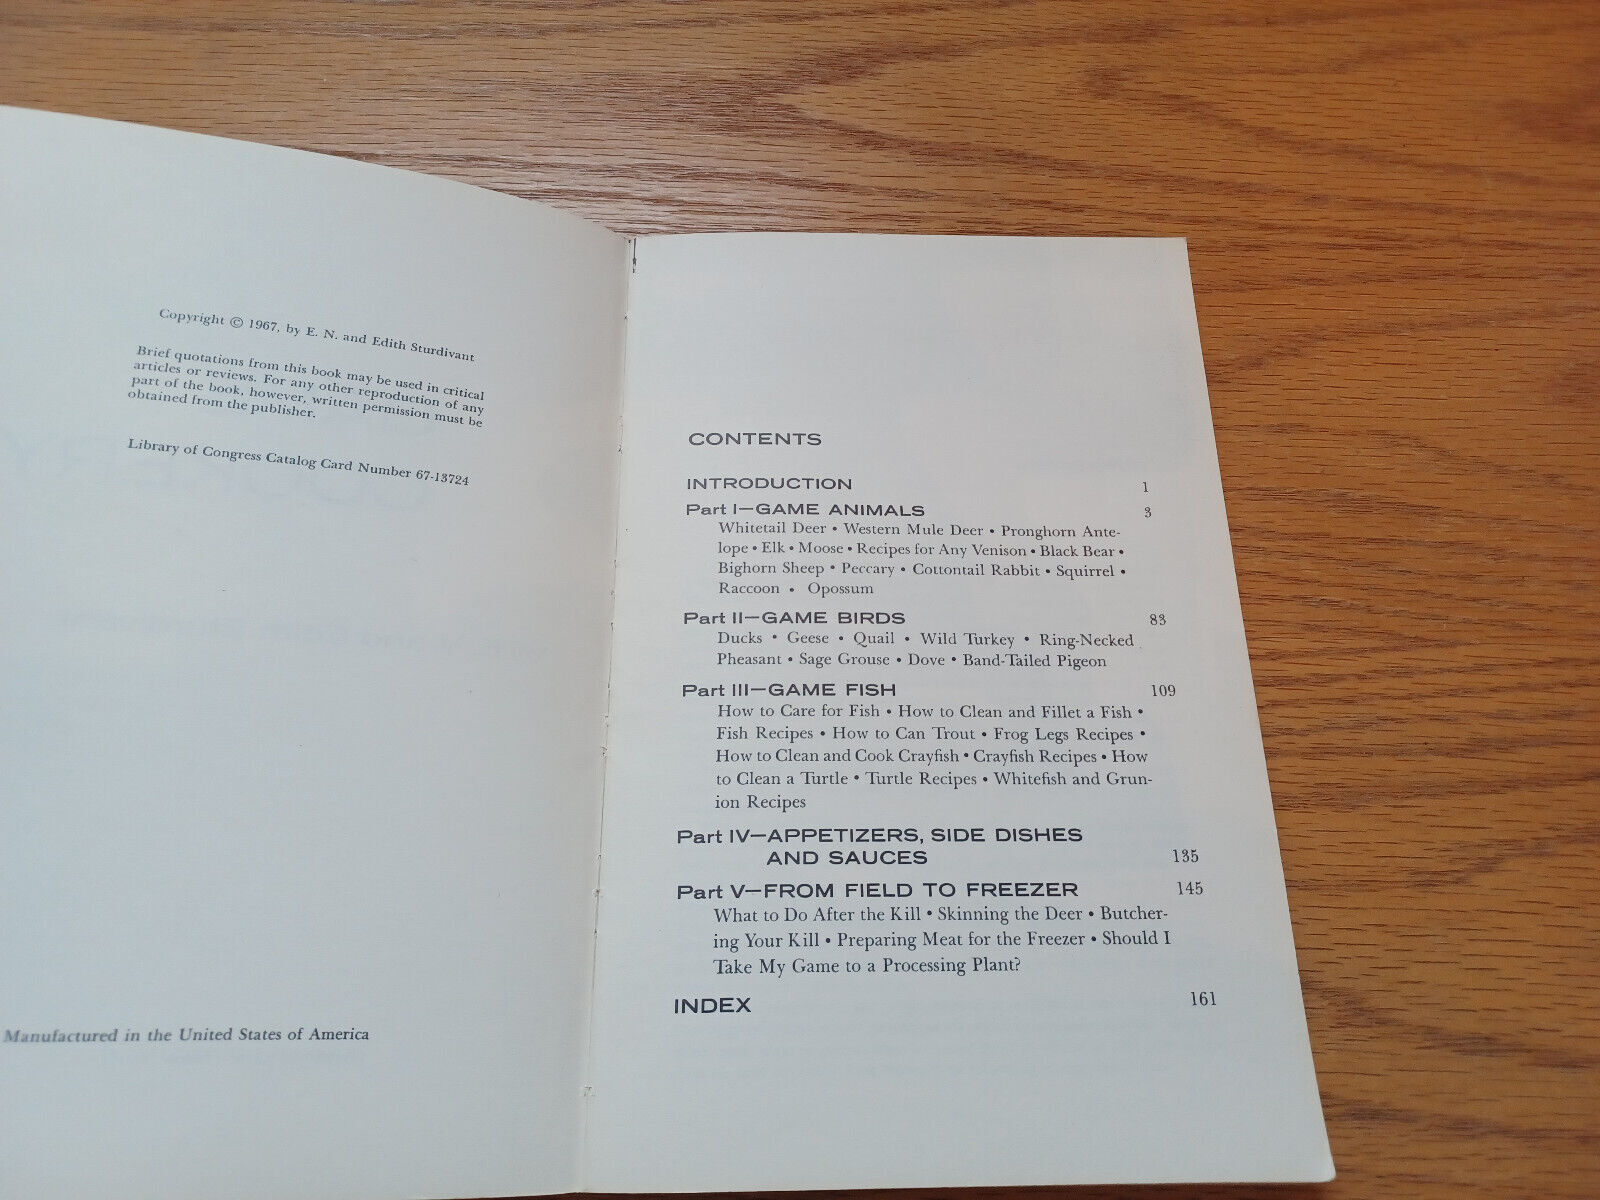 Copyright © 1967, by E. N. and Edith Sturdivant
Brief quotations from this book may be used in critical
articles or reviews. For any other reproduction of any
part of the book, however, written permission must be
obtained from the publisher.
Library of Congress Catalog Card Number 67-13724
Manufactured in the United States of America
CONTENTS
INTRODUCTION 1
Part I—GAME ANIMALS 3
Whitetail Deer • Western Mule Deer • Pronghorn Ante-
lope • Elk • Moose • Recipes for Any Venison • Black Bear •
Bighorn Sheep • Peccary • Cottontail Rabbit • Squirrel •
Raccoon • Opossum
Part II—GAME BIRDS 83
Ducks • Geese • Quail • Wild Turkey • Ring-Necked
Pheasant • Sage Grouse • Dove • Band-Tailed Pigeon
Part III—GAME FISH 109
How to Care for Fish • How to Clean and Fillet a Fish •
Fish Recipes • How to Can Trout • Frog Legs Recipes •
How to Clean and Cook Crayfish • Crayfish Recipes • How
to Clean a Turtle • Turtle Recipes • Whitefish and Grun-
ion Recipes
Part IV—APPETIZERS, SIDE DISHES
AND SAUCES 135
Part V—FROM FIELD TO FREEZER 145
What to Do After the Kill • Skinning the Deer • Butcher-
ing Your Kill • Preparing Meat for the Freezer • Should I
Take My Game to a Processing Plant?
INDEX 161